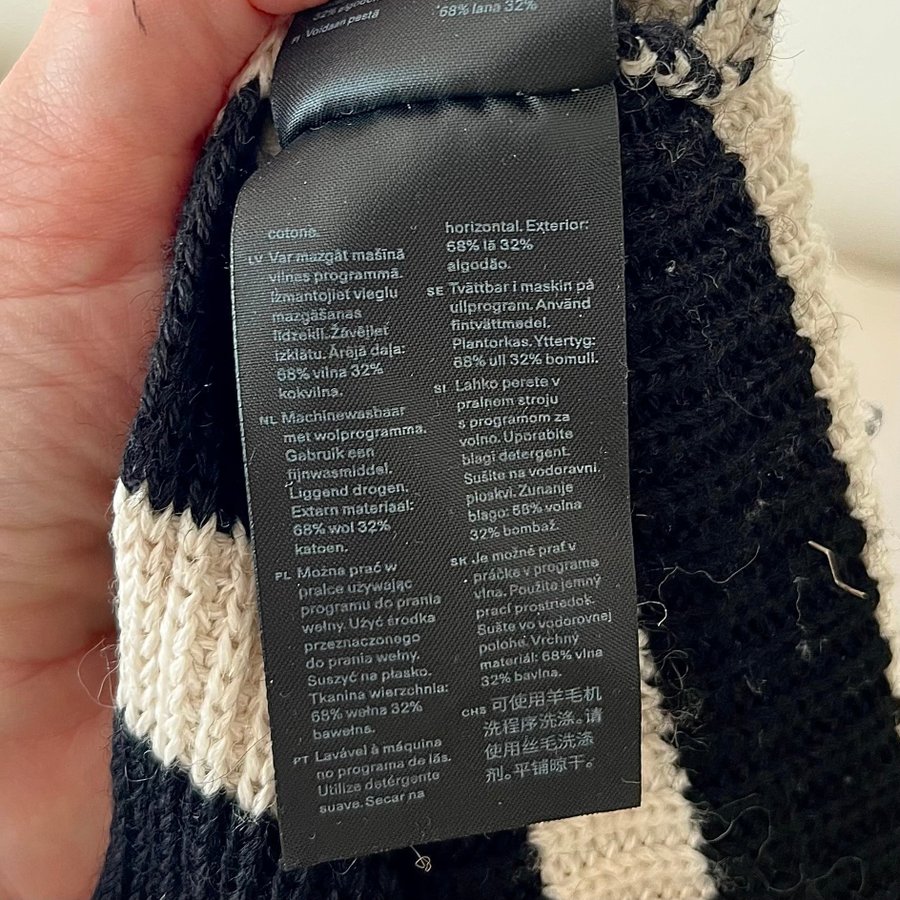 32% algodón
FI Voidaan pestä
68% lana 32%
cotone.
LV Var mazgāt mašīnā
vilnas programmā.
Izmantojiet vieglu
mazgāšanas
līdzekli. Žāvējiet
izklātu. Ārējā daļa:
68% vilna 32%
kokvilna.
NL Machinewasbaar
met wolprogramma.
Gebruik een
fijnwasmiddel.
Liggend drogen.
Extern materiaal:
68% wol 32%
katoen.
PL Można prać w
pralce używając
programu do prania
wełny. Użyć środka
przeznaczonego
do prania wełny.
Suszyć na płasko.
Tkanina wierzchnia:
68% wełna 32%
bawełna.
PT Lavável à máquina
no programa de lãs.
Utilize detergente
suave. Secar na
horizontal. Exterior:
68% lã 32%
algodão.
SE Tvättbar i maskin på
ullprogram. Använd
fintvättmedel.
Plantorkas. Yttertyg:
68% ull 32% bomull.
SI Lahko perete v
pralnem stroju
s programom za
volno. Uporabite
blagi detergent.
Sušite na vodoravni
ploskvi. Zunanje
blago: 68% volna
32% bombaž.
SK Je možné prať v
práčke v programe
vlna. Použite jemný
prací prostriedok.
Sušte vo vodorovnej
polohe. Vrchný
materiál: 68% vlna
32% bavlna.
CHS 可使用羊毛机
洗程序洗涤。请
使用丝毛洗涤
剂。平铺晾干。